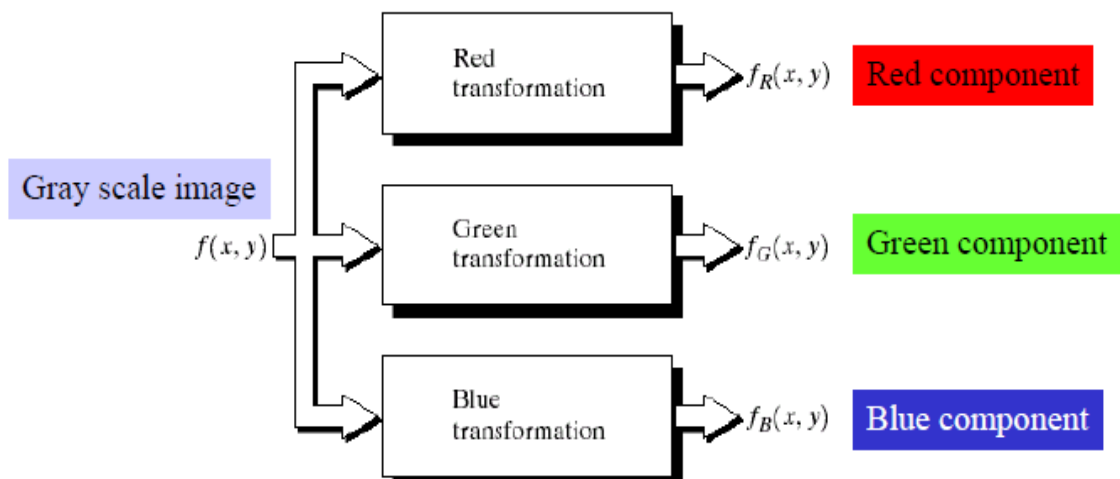 Red
transformation
f_R(x, y)
Red component
Gray scale image
f(x, y)
Green
transformation
f_G(x, y)
Green component
Blue
transformation
f_B(x, y)
Blue component